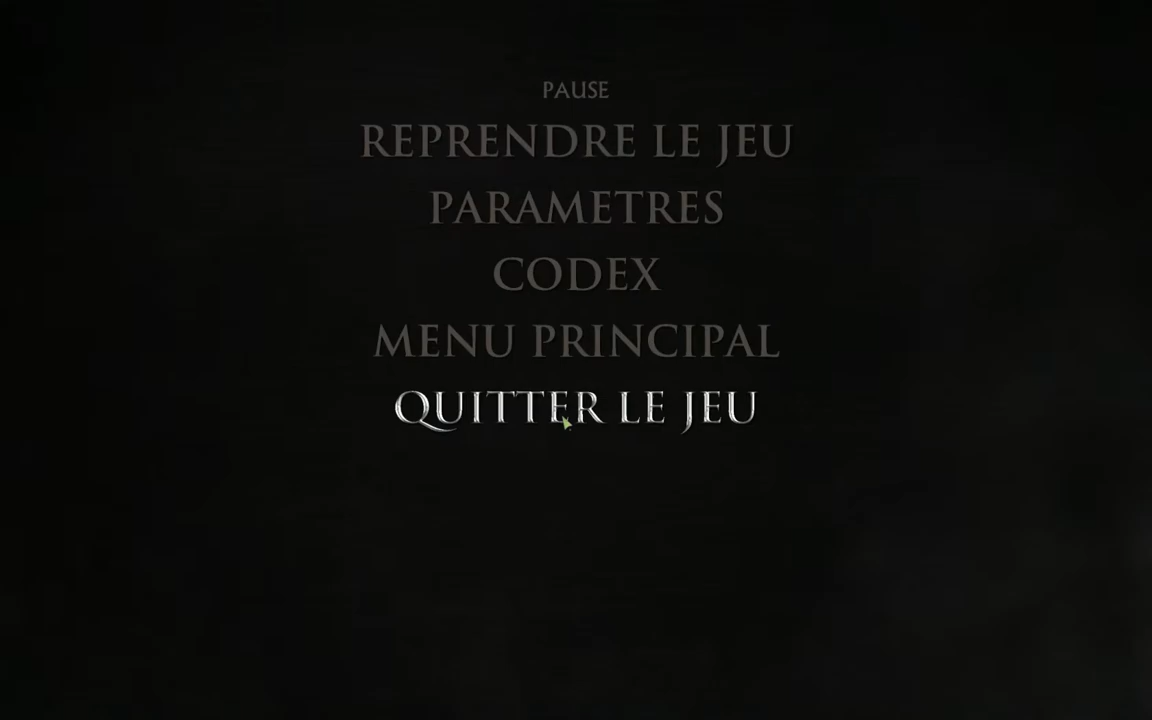 PAUSE
REPRENDRE LE JEU
PARAMETRES
CODEX
MENU PRINCIPAL
QUITTER LE JEU